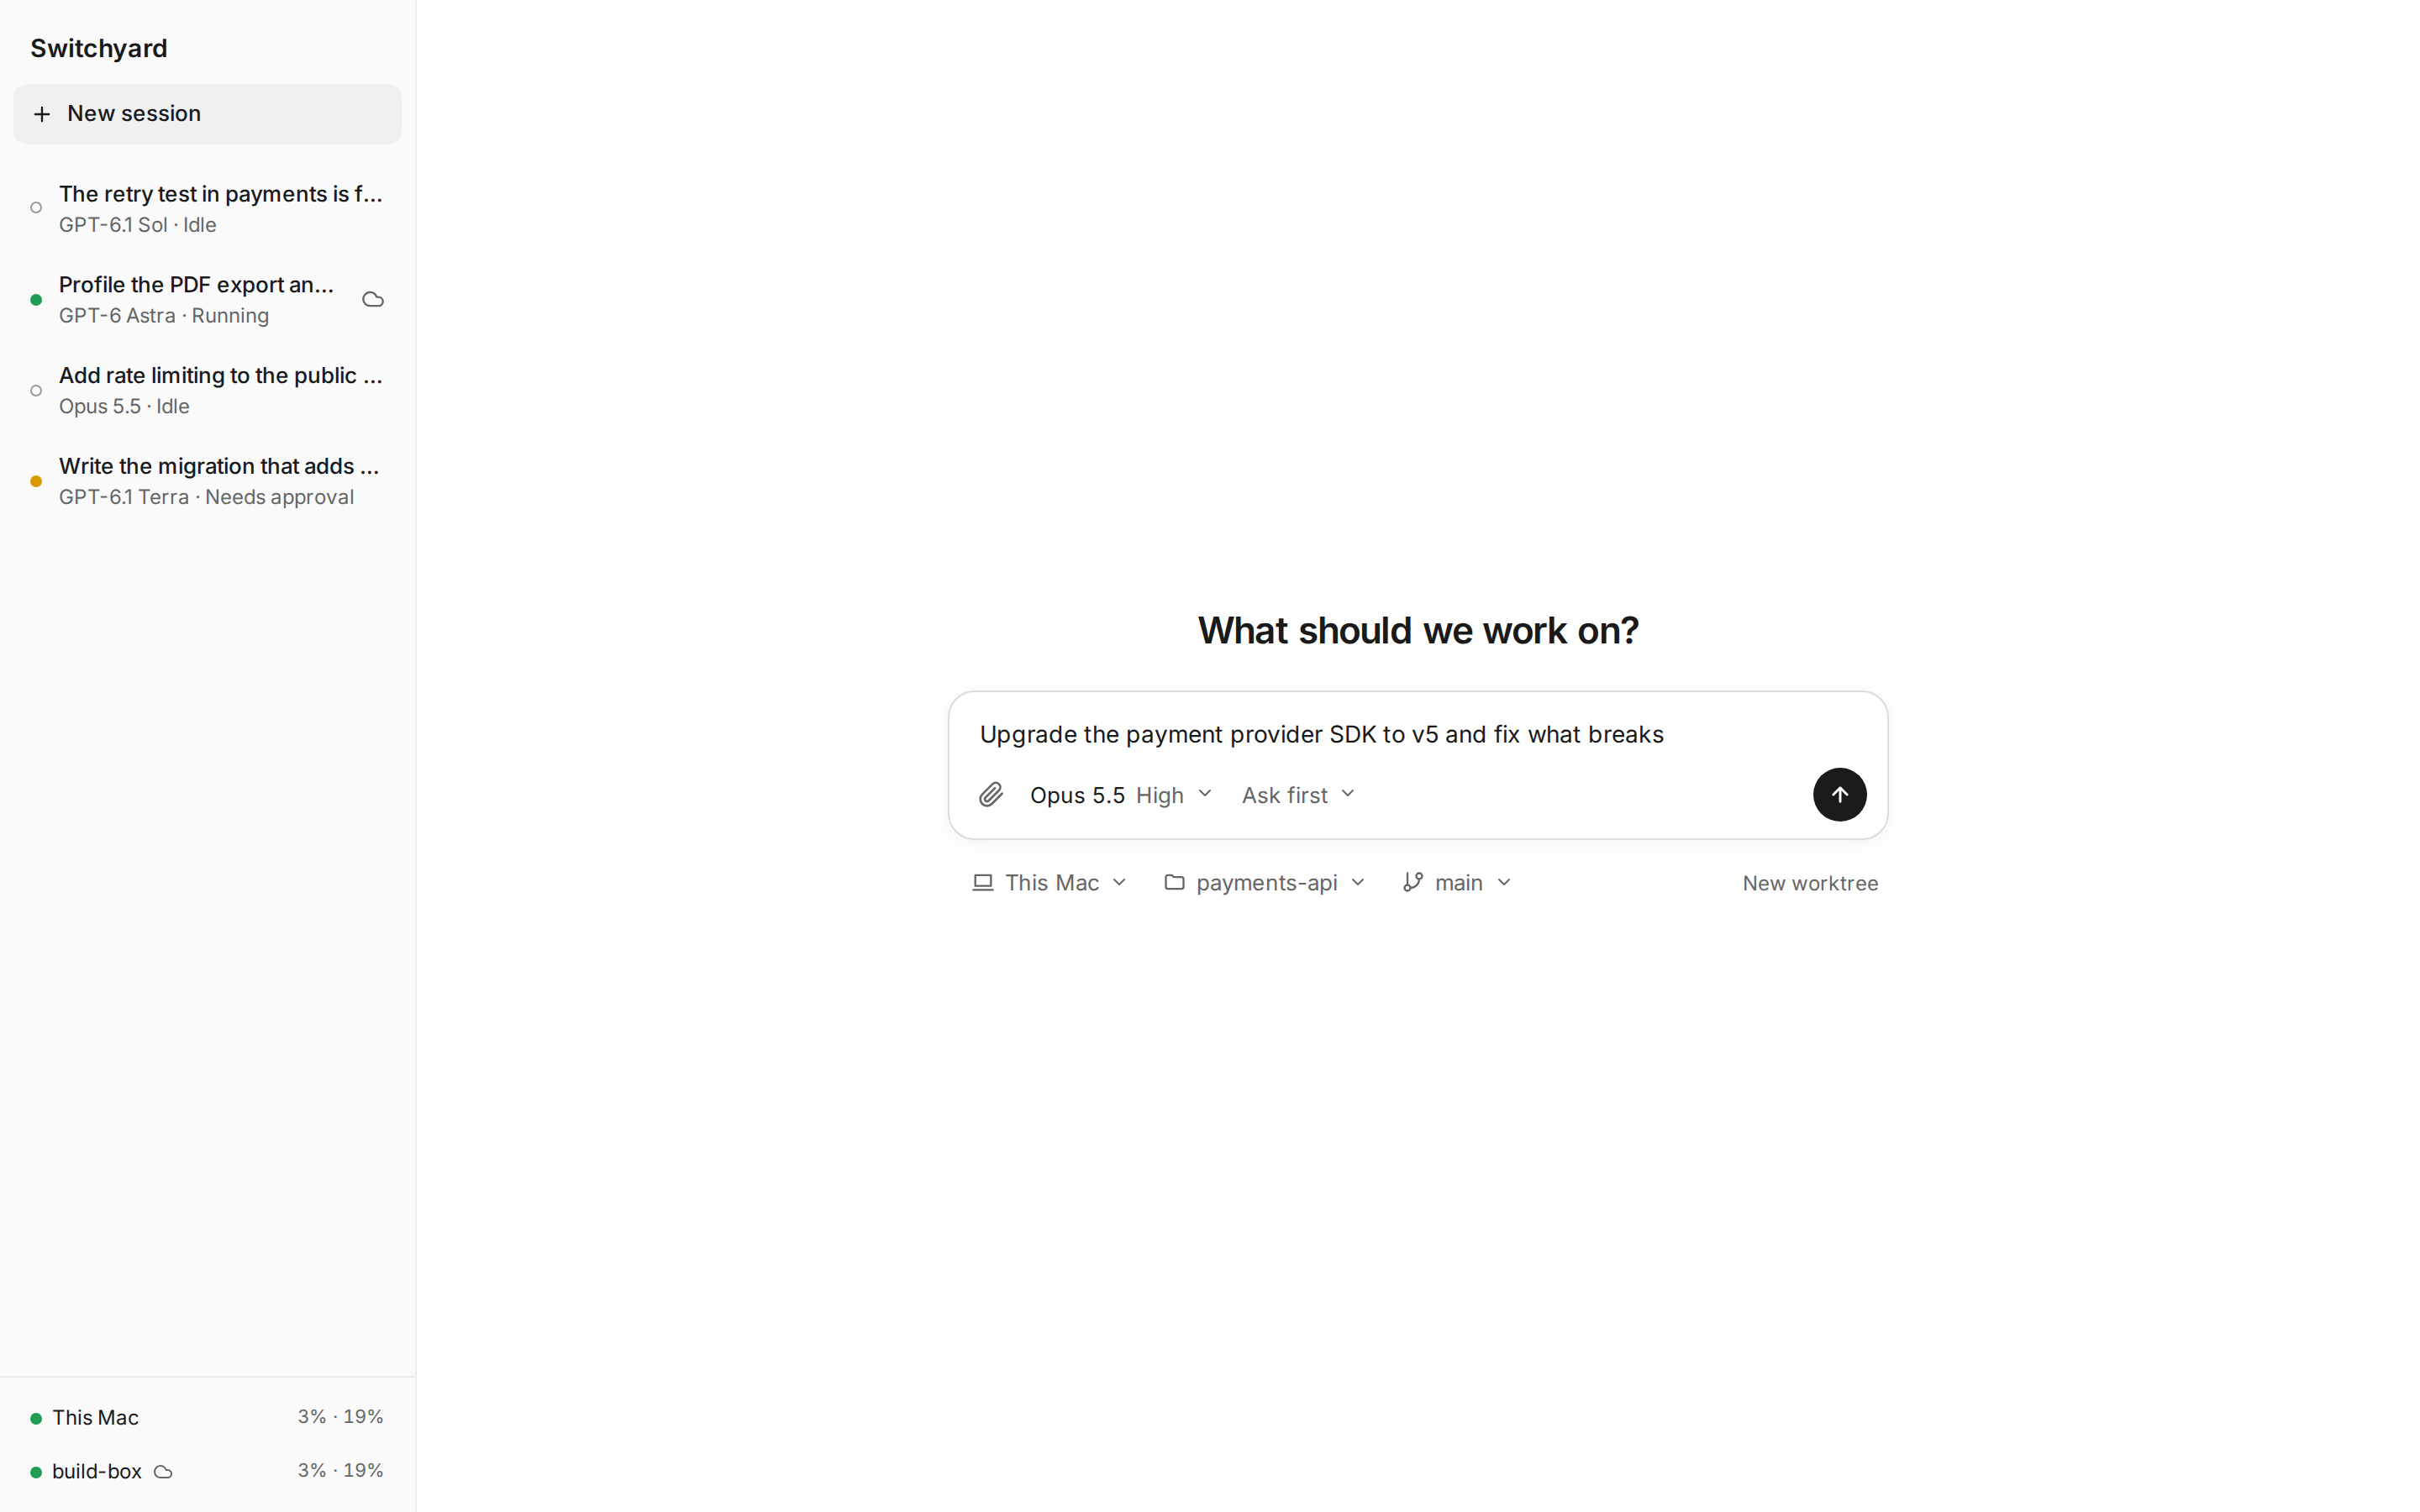 Switchyard
New session
The retry test in payments is f...
GPT-6.1 Sol · Idle
Profile the PDF export an...
GPT-6 Astra · Running
Add rate limiting to the public ...
Opus 5.5 · Idle
Write the migration that adds ...
GPT-6.1 Terra · Needs approval
What should we work on?
Upgrade the payment provider SDK to v5 and fix what breaks
Opus 5.5 High Ask first
This Mac payments-api main New worktree
This Mac 3% · 19%
build-box 3% · 19%